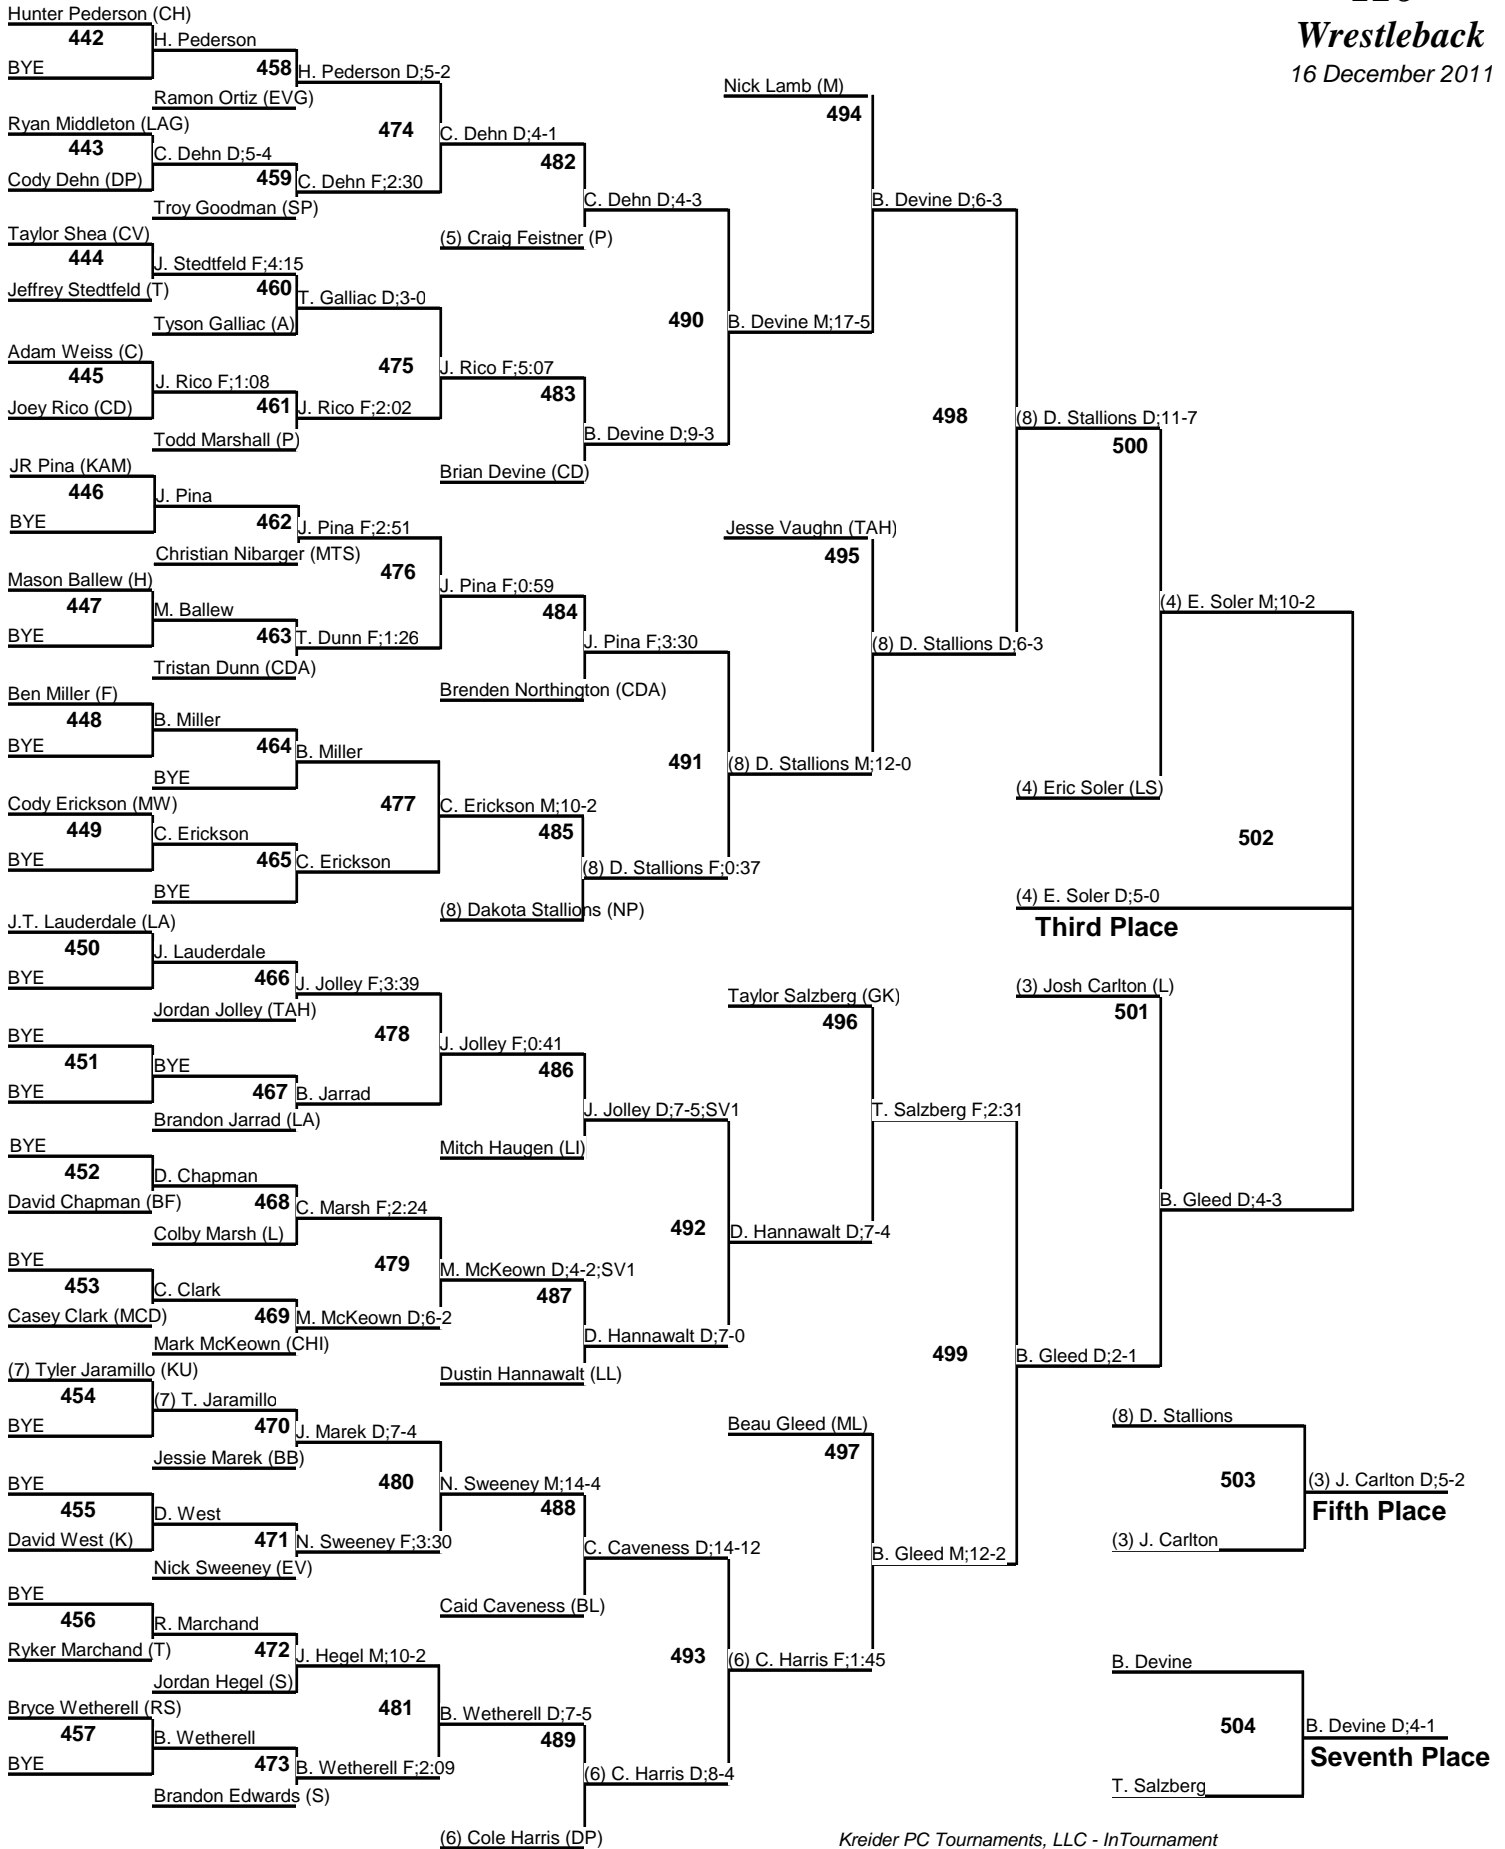 Wrestleback
16 December 2011
Hunter Pederson (CH)
442
BYE
H. Pederson
458
Ramon Ortiz (EVG)
H. Pederson D;5-2
Ryan Middleton (LAG)
443
Cody Dehn (DP)
C. Dehn D;5-4
459
Troy Goodman (SP)
C. Dehn F;2:30
474
C. Dehn D;4-1
482
(5) Craig Feistner (P)
C. Dehn D;4-3
Taylor Shea (CV)
444
Jeffrey Stedtfeld (T)
J. Stedtfeld F;4:15
460
Tyson Galliac (A)
T. Galliac D;3-0
Adam Weiss (C)
445
Joey Rico (CD)
J. Rico F;1:08
461
Todd Marshall (P)
J. Rico F;2:02
475
J. Rico F;5:07
483
Brian Devine (CD)
B. Devine D;9-3
490
B. Devine M;17-5
Nick Lamb (M)
494
B. Devine D;6-3
JR Pina (KAM)
446
BYE
J. Pina
462
Christian Nibarger (MTS)
J. Pina F;2:51
Mason Ballew (H)
447
BYE
M. Ballew
463
Tristan Dunn (CDA)
T. Dunn F;1:26
476
J. Pina F;0:59
484
Brenden Northington (CDA)
J. Pina F;3:30
Ben Miller (F)
448
BYE
B. Miller
464
BYE
B. Miller
Cody Erickson (MW)
449
BYE
C. Erickson
465
BYE
C. Erickson
477
C. Erickson M;10-2
485
(8) Dakota Stallions (NP)
(8) D. Stallions F;0:37
491
(8) D. Stallions M;12-0
Jesse Vaughn (TAH)
495
(8) D. Stallions D;6-3
498
(8) D. Stallions D;11-7
500
(4) Eric Soler (LS)
(4) E. Soler M;10-2
502
(4) E. Soler D;5-0
Third Place
J.T. Lauderdale (LA)
450
BYE
J. Lauderdale
466
Jordan Jolley (TAH)
J. Jolley F;3:39
BYE
451
BYE
BYE
467
Brandon Jarrad (LA)
B. Jarrad
478
J. Jolley F;0:41
486
Mitch Haugen (LI)
J. Jolley D;7-5;SV1
BYE
452
David Chapman (BF)
D. Chapman
468
Colby Marsh (L)
C. Marsh F;2:24
BYE
453
Casey Clark (MCD)
C. Clark
469
Mark McKeown (CHI)
M. McKeown D;6-2
479
M. McKeown D;4-2;SV1
487
Dustin Hannawalt (LL)
D. Hannawalt D;7-0
492
D. Hannawalt D;7-4
Taylor Salzberg (GK)
496
T. Salzberg F;2:31
(7) Tyler Jaramillo (KU)
454
BYE
(7) T. Jaramillo
470
Jessie Marek (BB)
J. Marek D;7-4
BYE
455
David West (K)
D. West
471
Nick Sweeney (EV)
N. Sweeney F;3:30
480
N. Sweeney M;14-4
488
Caid Caveness (BL)
C. Caveness D;14-12
BYE
456
Ryker Marchand (T)
R. Marchand
472
Jordan Hegel (S)
J. Hegel M;10-2
Bryce Wetherell (RS)
457
BYE
B. Wetherell
473
Brandon Edwards (S)
B. Wetherell F;2:09
481
B. Wetherell D;7-5
489
(6) Cole Harris (DP)
(6) C. Harris D;8-4
493
(6) C. Harris F;1:45
Beau Gleed (ML)
497
B. Gleed M;12-2
499
B. Gleed D;2-1
(3) Josh Carlton (L)
501
B. Gleed D;4-3
(8) D. Stallions
503
(3) J. Carlton
(3) J. Carlton D;5-2
Fifth Place
B. Devine
504
T. Salzberg
B. Devine D;4-1
Seventh Place
Kreider PC Tournaments, LLC - InTournament